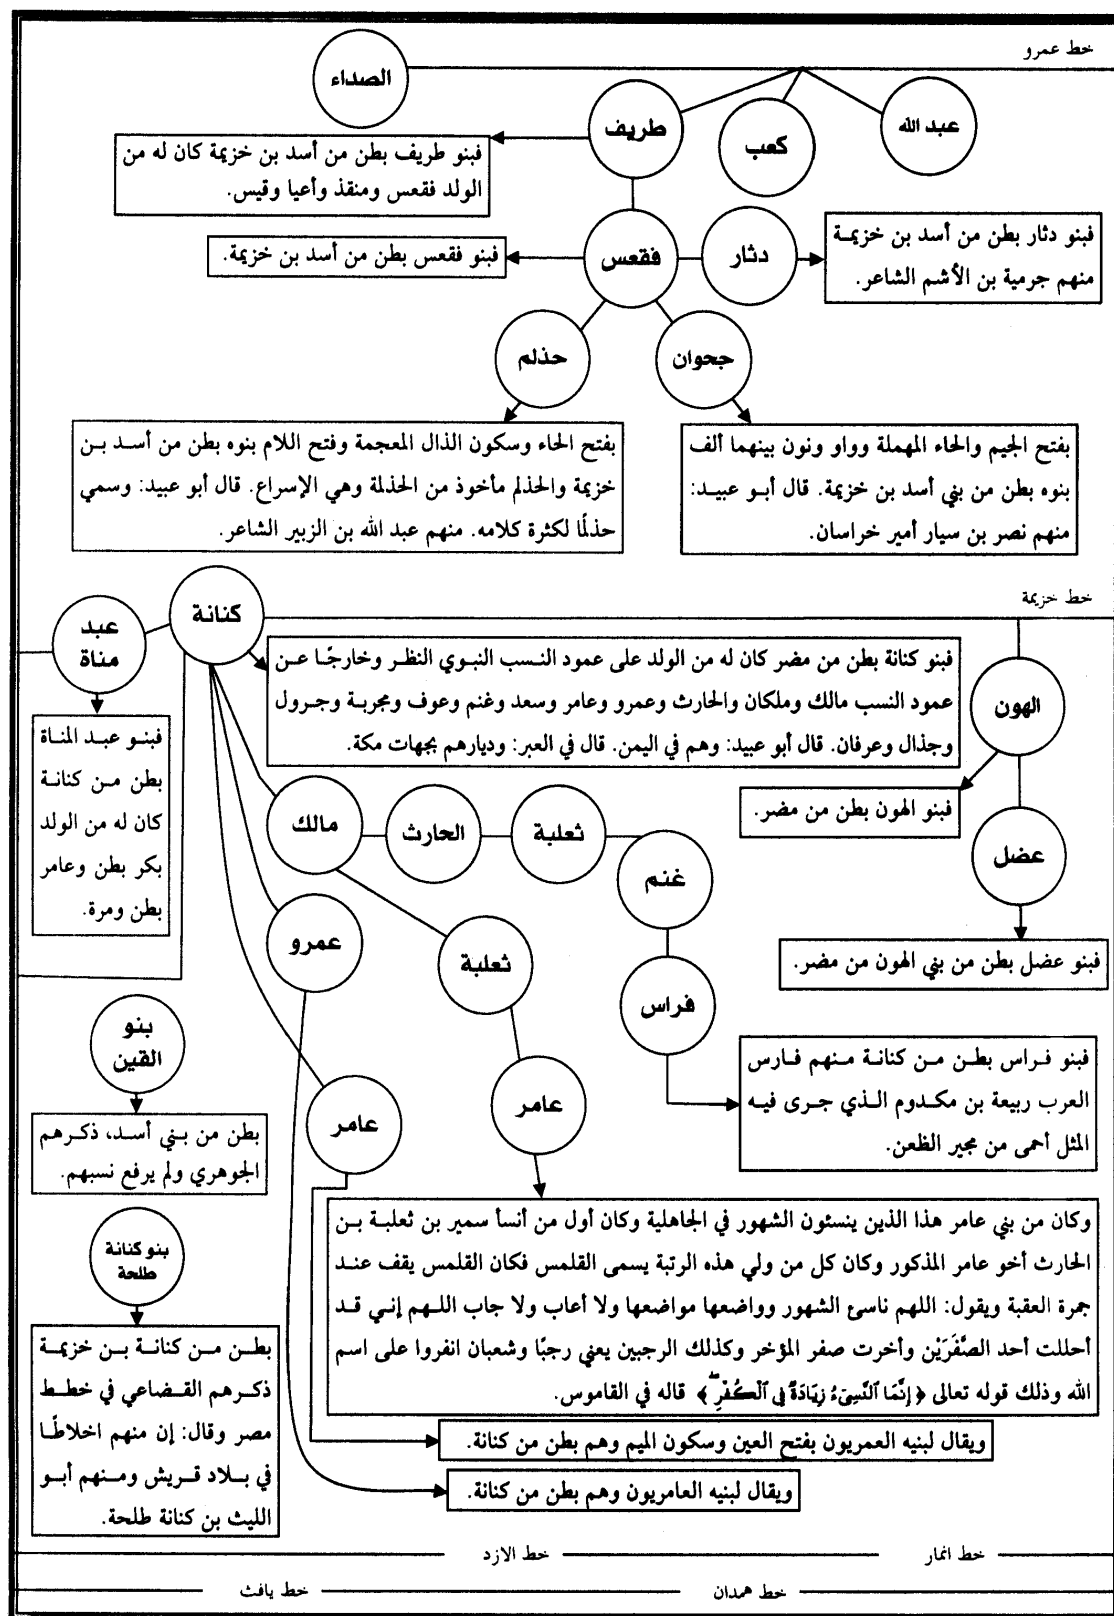 خط عمرو
الصداء
عبد الله
كعب
طريف
فبنو طريف بطن من أسد بن خزيمة كان له من
الولد فقعس ومنقذ وأعيا وقيس.
فبنو دثار بطن من أسد بن خزيمة
منهم جرمية بن الأشم الشاعر.
دثار
فقعس
فبنو فقعس بطن من أسد بن خزيمة.
جحوان
حذلم
بفتح الجيم والحاء المهملة وواو ونون بينهما ألف
بنوه بطن من بني أسد بن خزيمة. قال أبو عبيد:
منهم نصر بن سيار أمير خراسان.
بفتح الحاء وسكون الذال المعجمة وفتح اللام بنوه بطن من أسد بن
خزيمة والحذلم مأخوذ من الحذلمة وهي الإسراع. قال أبو عبيد: وسمي
حذلمًا لكثرة كلامه. منهم عبد الله بن الزبير الشاعر.
خط خزيمة
كنانة
عبد
مناة
فبنو كنانة بطن من مضر كان له من الولد على عمود النسب النبوي النظر وخارجًا عن
عمود النسب مالك وملكان والحارث وعمرو وعامر وسعد وغنم وعوف ومجربة وجرول
وجذال وعرفان. قال أبو عبيد: وهم في اليمن. قال في العبر: وديارهم بجهات مكة.
الهون
فبنو عبد المناة
بطن من كنانة
كان له من الولد
بكر بطن وعامر
بطن ومرة.
فبنو الهون بطن من مضر.
مالك
الحارث
ثعلبة
غنم
عضل
فبنو عضل بطن من بني الهون من مضر.
عمرو
ثعلبة
فراس
بنو
القين
فبنو فراس بطن من كنانة منهم فارس
العرب ربيعة بن مكدوم الذي جرى فيه
المثل أحمى من مجير الظعن.
عامر
عامر
بطن من بني أسد، ذكرهم
الجوهري ولم يرفع نسبهم.
وكان من بني عامر هذا الذين ينسئون الشهور في الجاهلية وكان أول من أنسأ سمير بن ثعلبة بن
الحارث أخو عامر المذكور وكان كل من ولي هذه الرتبة يسمى القلمس فكان القلمس يقف عند
جمرة العقبة ويقول: اللهم ناسئ الشهور وواضعها مواضعها ولا أعاب ولا جاب اللهم إني قد
أحللت أحد الصَّفَرَيْن وأخرت صفر المؤخر وكذلك الرجبين يعني رجبًا وشعبان انفروا على اسم
الله وذلك قوله تعالى ﴿إِنَّمَا ٱلنَّسِىٓءُ زِيَادَةٌ فِى ٱلْكُفْرِ﴾ قاله في القاموس.
بنو كنانة
طلحة
بطن من كنانة بن خزيمة
ذكرهم القضاعي في خطط
مصر وقال: إن منهم اخلاطًا
في بلاد قريش ومنهم أبو
الليث بن كنانة طلحة.
ويقال لبنيه العمريون بفتح العين وسكون الميم وهم بطن من كنانة.
ويقال لبنيه العامريون وهم بطن من كنانة.
خط انمار
خط الازد
خط همدان
خط يافث